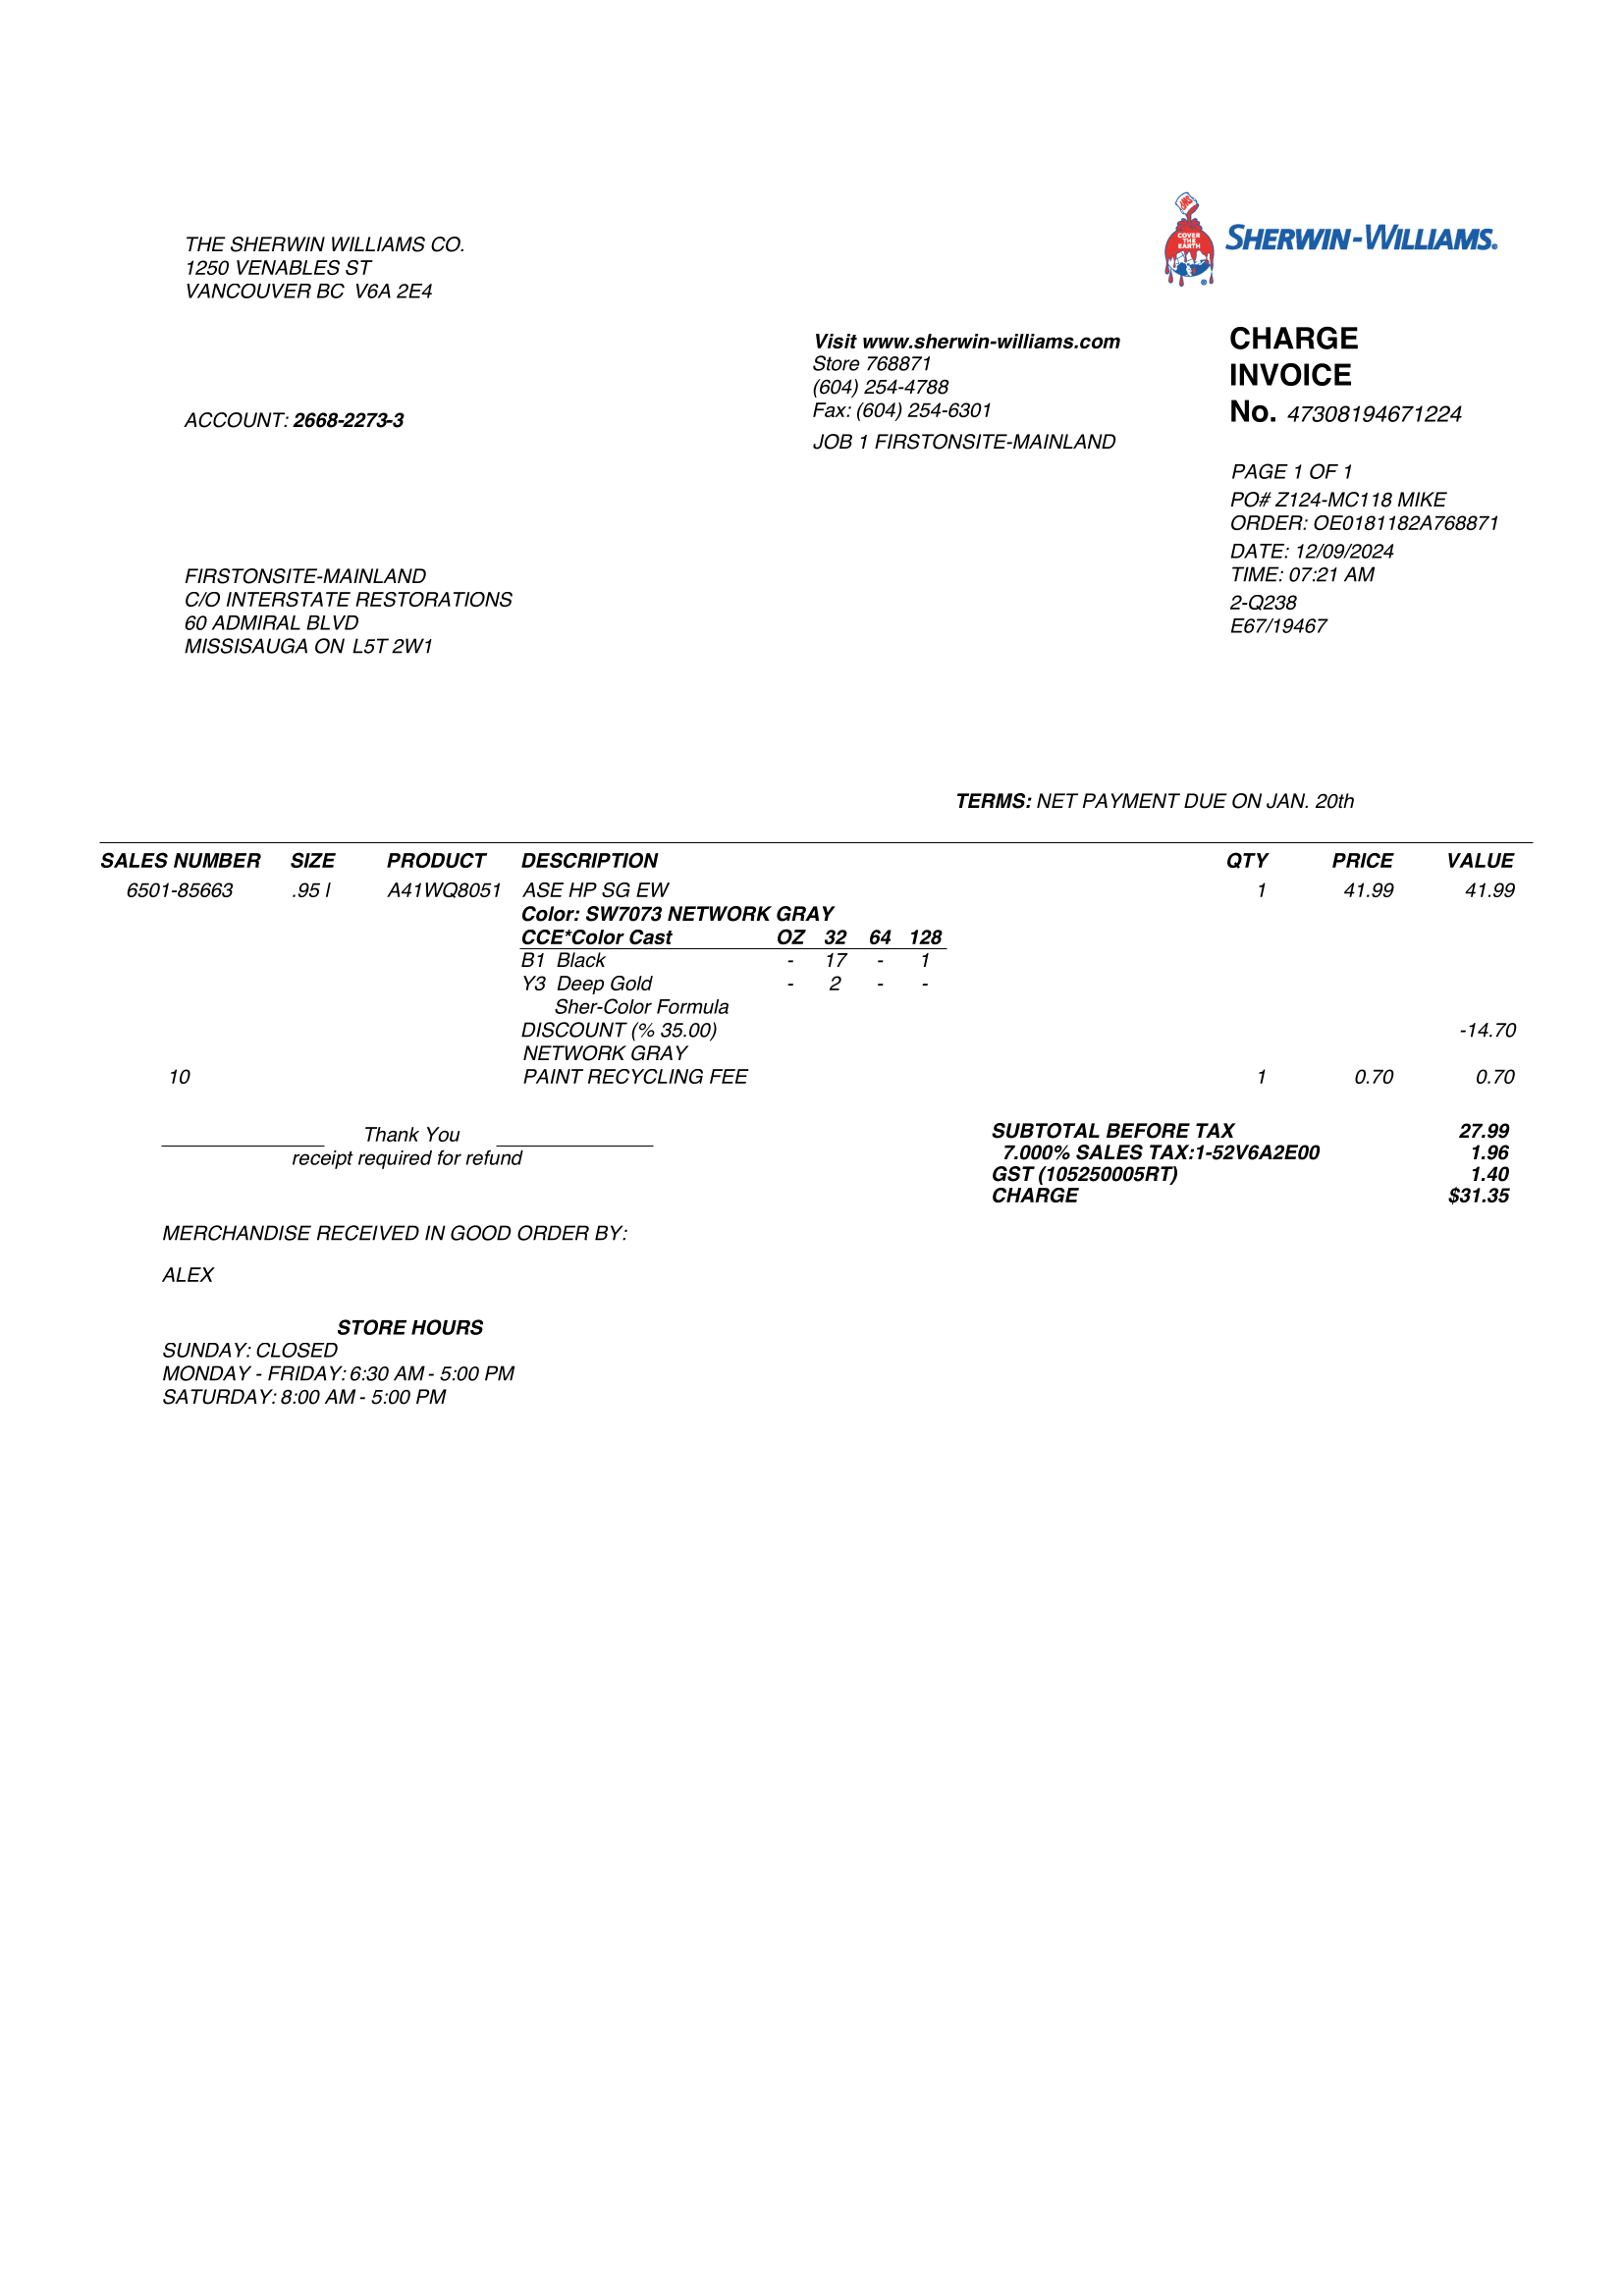 THE SHERWIN WILLIAMS CO.
1250 VENABLES ST
VANCOUVER BC V6A 2E4
COVER THE EARTH
SHERWIN-WILLIAMS.
Visit www.sherwin-williams.com
Store 768871
(604) 254-4788
Fax: (604) 254-6301
JOB 1 FIRSTONSITE-MAINLAND
CHARGE
INVOICE
No. 47308194671224
ACCOUNT: 2668-2273-3
PAGE 1 OF 1
PO# Z124-MC118 MIKE
ORDER: OE0181182A768871
DATE: 12/09/2024
TIME: 07:21 AM
2-Q238
E67/19467
FIRSTONSITE-MAINLAND
C/O INTERSTATE RESTORATIONS
60 ADMIRAL BLVD
MISSISAUGA ON L5T 2W1
TERMS: NET PAYMENT DUE ON JAN. 20th
SALES NUMBER SIZE PRODUCT DESCRIPTION QTY PRICE VALUE
6501-85663 .95 l A41WQ8051 ASE HP SG EW 1 41.99 41.99
Color: SW7073 NETWORK GRAY
CCE*Color Cast OZ 32 64 128
B1 Black - 17 - 1
Y3 Deep Gold - 2 - -
Sher-Color Formula
DISCOUNT (% 35.00) -14.70
NETWORK GRAY
10 PAINT RECYCLING FEE 1 0.70 0.70
Thank You
receipt required for refund
SUBTOTAL BEFORE TAX 27.99
7.000% SALES TAX:1-52V6A2E00 1.96
GST (105250005RT) 1.40
CHARGE $31.35
MERCHANDISE RECEIVED IN GOOD ORDER BY:
ALEX
STORE HOURS
SUNDAY: CLOSED
MONDAY - FRIDAY: 6:30 AM - 5:00 PM
SATURDAY: 8:00 AM - 5:00 PM